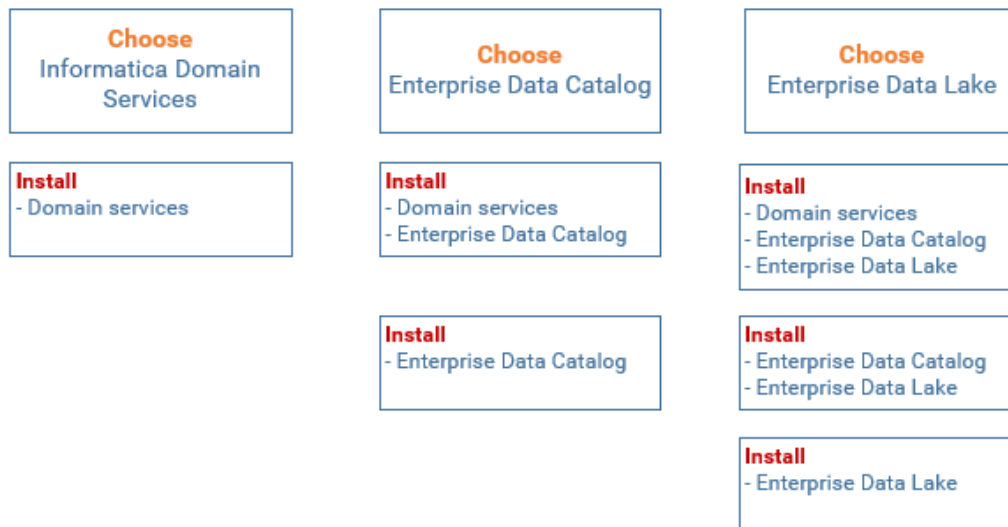 Choose
Informatica Domain
Services
Choose
Enterprise Data Catalog
Choose
Enterprise Data Lake
Install
- Domain services
Install
- Domain services
- Enterprise Data Catalog
Install
- Domain services
- Enterprise Data Catalog
- Enterprise Data Lake
Install
- Enterprise Data Catalog
Install
- Enterprise Data Catalog
- Enterprise Data Lake
Install
- Enterprise Data Lake